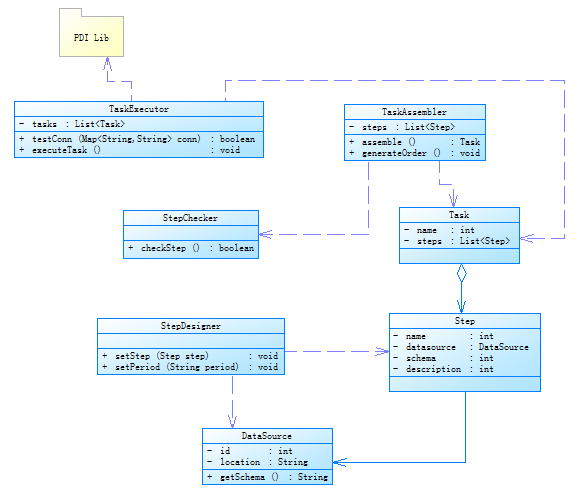 PDI Lib
TaskExecutor
- tasks : List<Task>
+ testConn (Map<String,String> conn) : boolean
+ executeTask () : void
TaskAssembler
- steps : List<Step>
+ assemble () : Task
+ generateOrder () : void
StepChecker
+ checkStep () : boolean
Task
- name : int
- steps : List<Step>
StepDesigner
+ setStep (Step step) : void
+ setPeriod (String period) : void
Step
- name : int
- datasource : DataSource
- schema : int
- description : int
DataSource
- id : int
- location : String
+ getSchema () : String